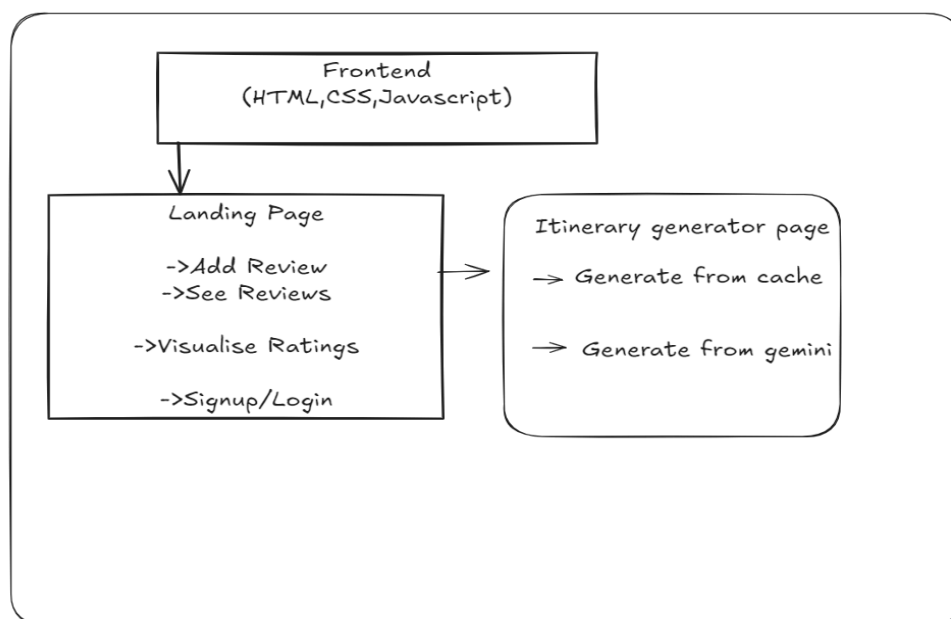 Frontend
(HTML,CSS,Javascript)
Landing Page
->Add Review
->See Reviews
->Visualise Ratings
->Signup/Login
Itinerary generator page
Generate from cache
Generate from gemini